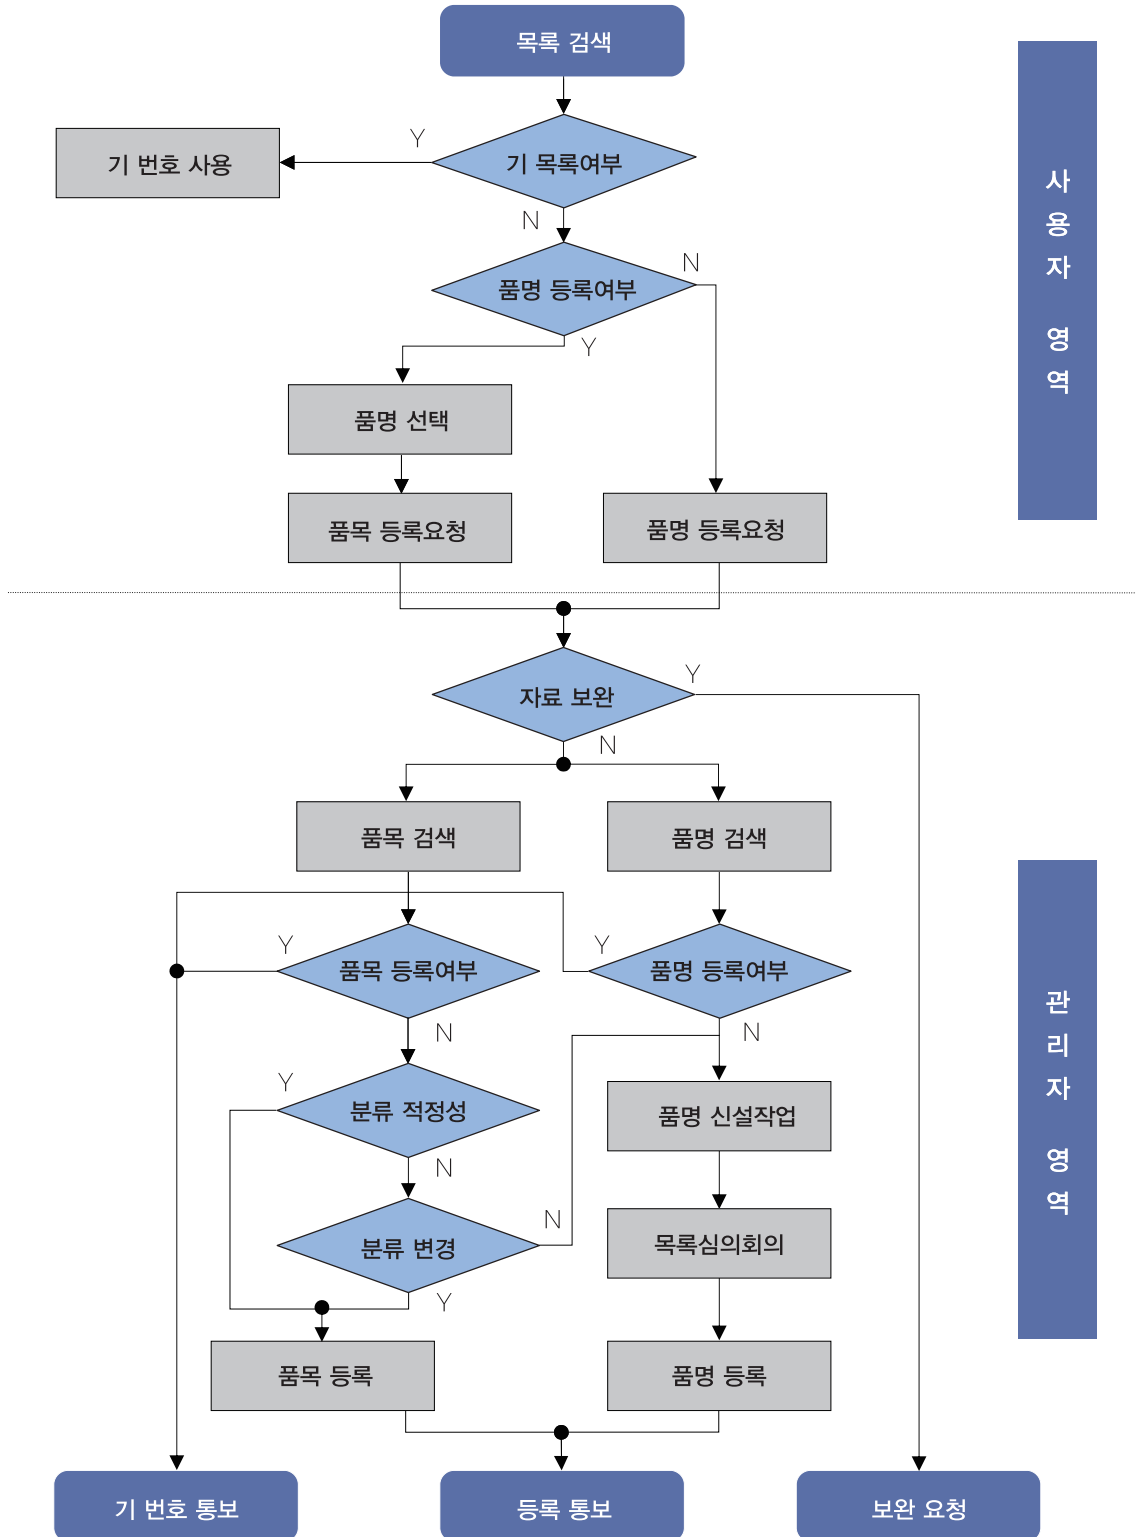 목록 검색
Y
기 목록여부
기 번호 사용
N
품명 등록여부
N
Y
품명 선택
품목 등록요청
품명 등록요청
사용자 영역
자료 보완
Y
N
품목 검색
품명 검색
Y
품목 등록여부
Y
품명 등록여부
N
N
Y
분류 적정성
품명 신설작업
N
분류 변경
N
목록심의회의
Y
품목 등록
품명 등록
관리자 영역
기 번호 통보
등록 통보
보완 요청